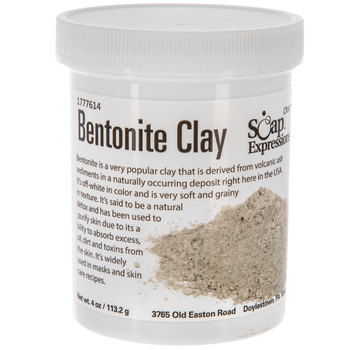 1777614
Bentonite Clay
Soap
Expressions
Bentonite is a very popular clay that is derived from volcanic ash
sediments in a naturally occurring deposit right here in the USA.
It's off-white in color and is very soft and grainy
in texture. It's said to be a natural
detox and has been used to
purify skin due to its a
bility to absorb excess,
oil, dirt and toxins from
the skin. It's widely
used in masks and skin
care recipes.
Net wt. 4 oz / 113.2 g
3765 Old Easton Road Doylestown, PA